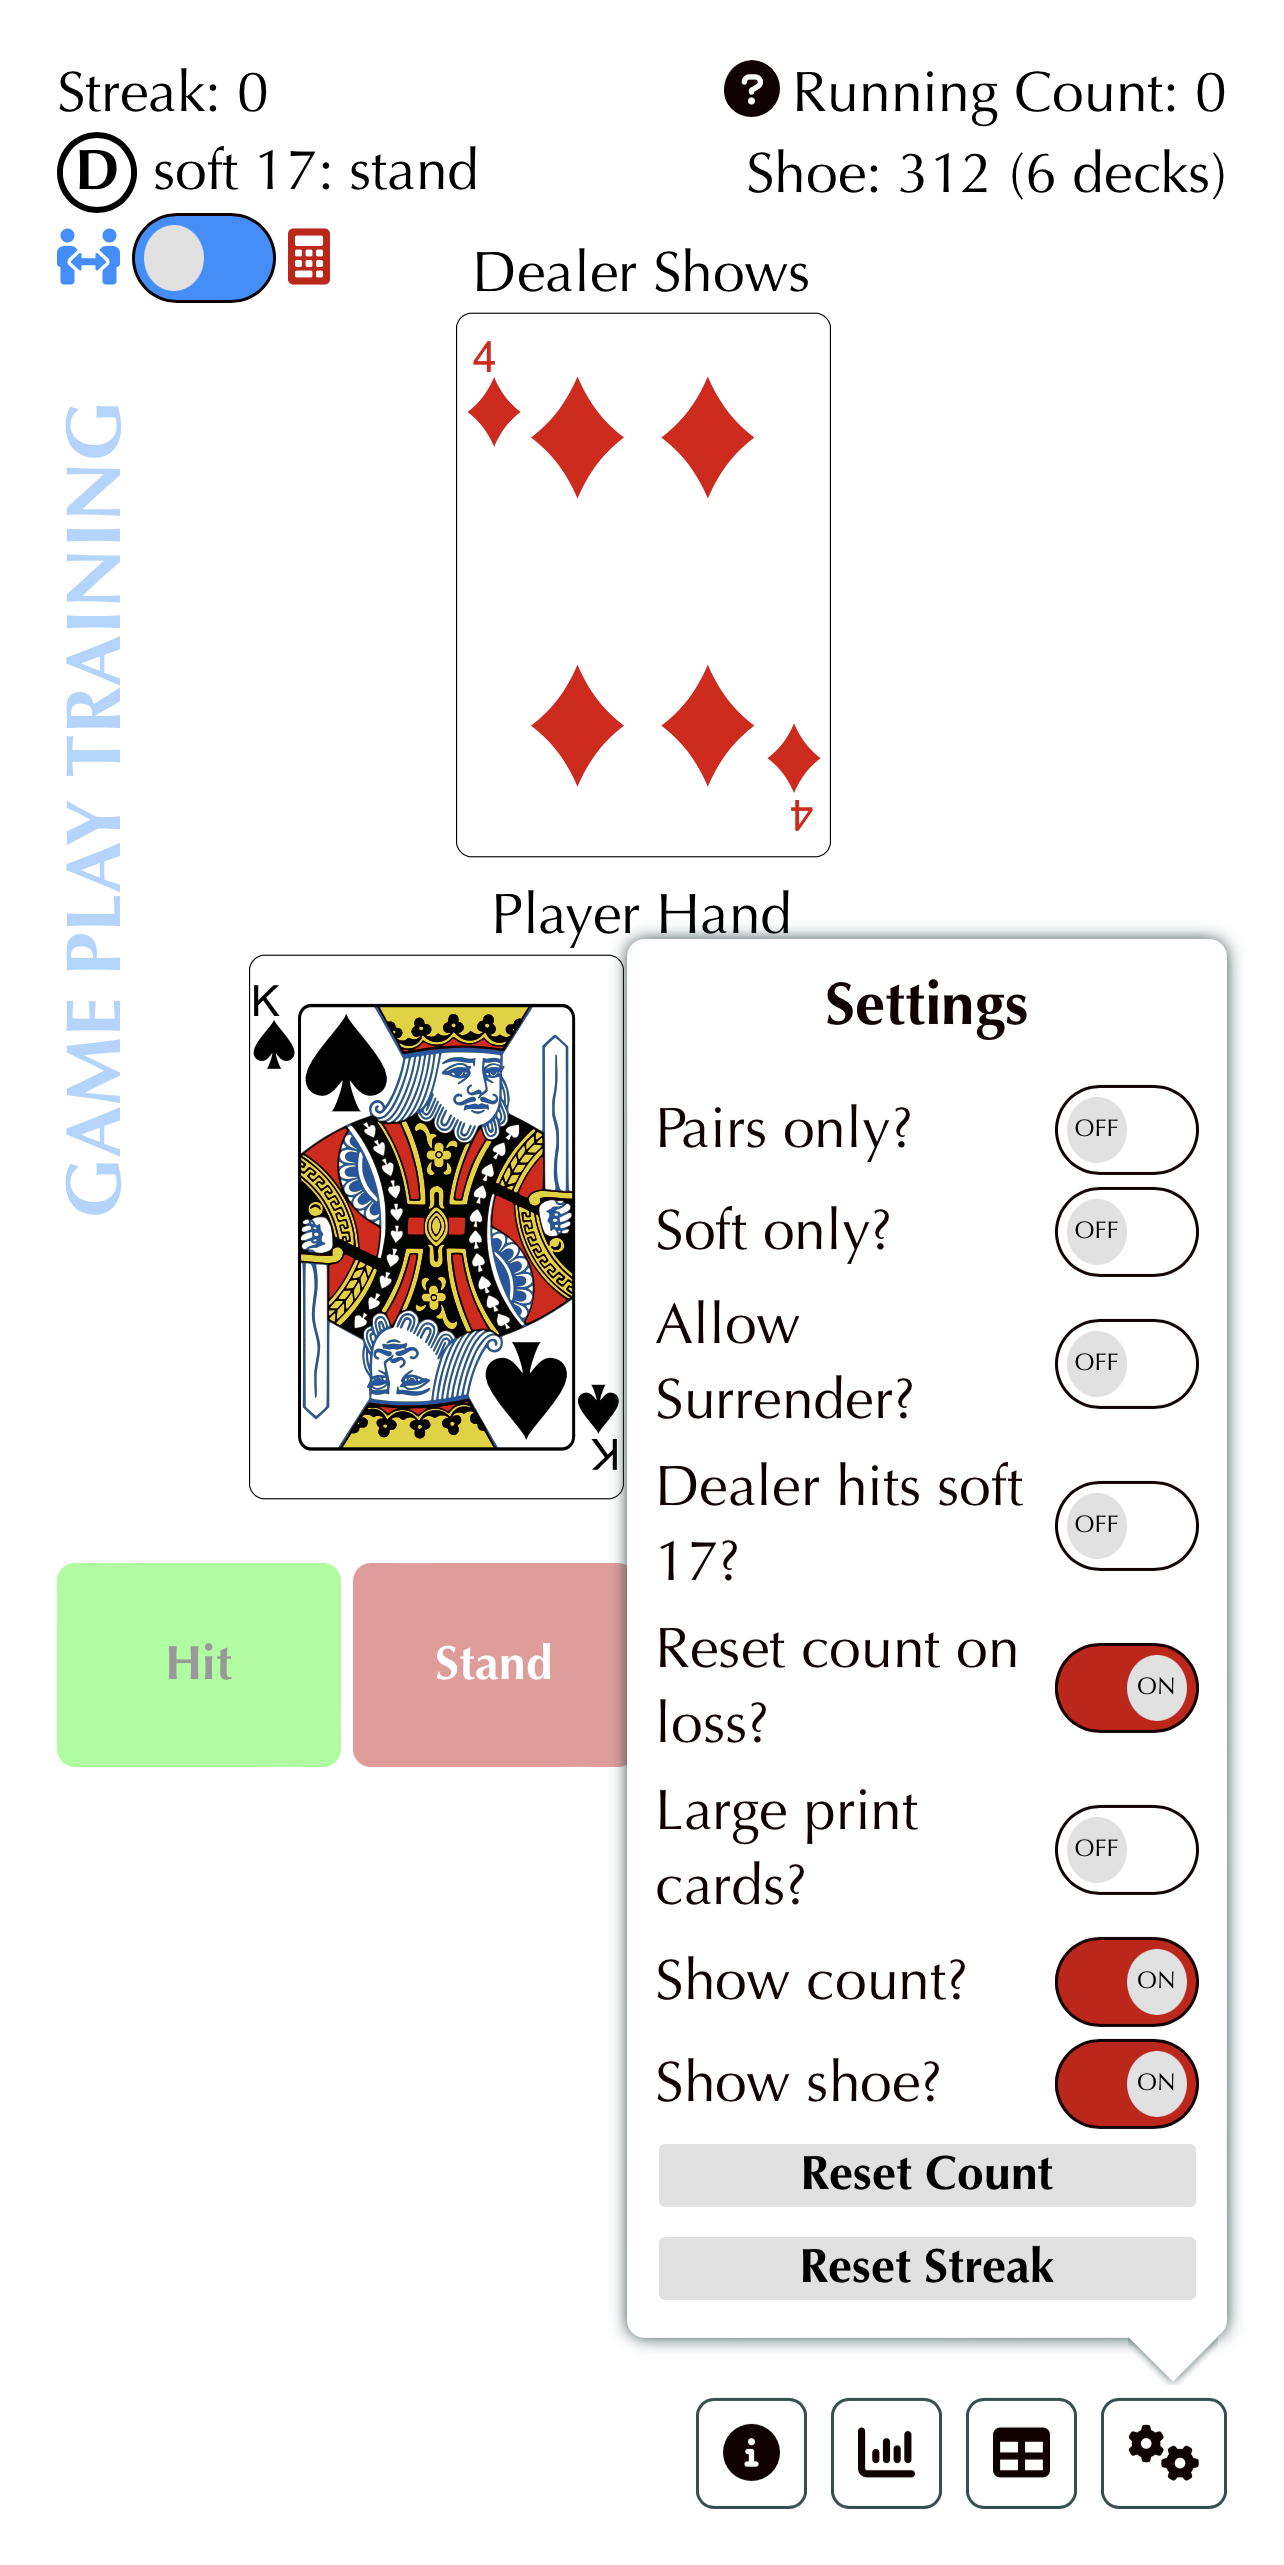 Streak: 0
Running Count: 0
D soft 17: stand
Shoe: 312 (6 decks)
Dealer Shows
4
4
GAME PLAY TRAINING
Player Hand
K
K
Hit
Stand
Settings
Pairs only? OFF
Soft only? OFF
Allow
Surrender? OFF
Dealer hits soft
17? OFF
Reset count on
loss? ON
Large print
cards? OFF
Show count? ON
Show shoe? ON
Reset Count
Reset Streak